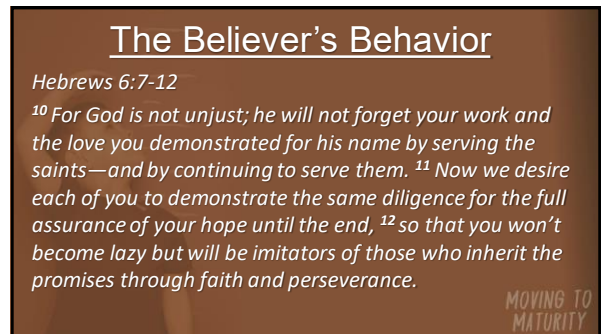 The Believer's Behavior
Hebrews 6:7-12
10 For God is not unjust; he will not forget your work and
the love you demonstrated for his name by serving the
saints—and by continuing to serve them. 11 Now we desire
each of you to demonstrate the same diligence for the full
assurance of your hope until the end, 12 so that you won't
become lazy but will be imitators of those who inherit the
promises through faith and perseverance.
MOVING TO
MATURITY